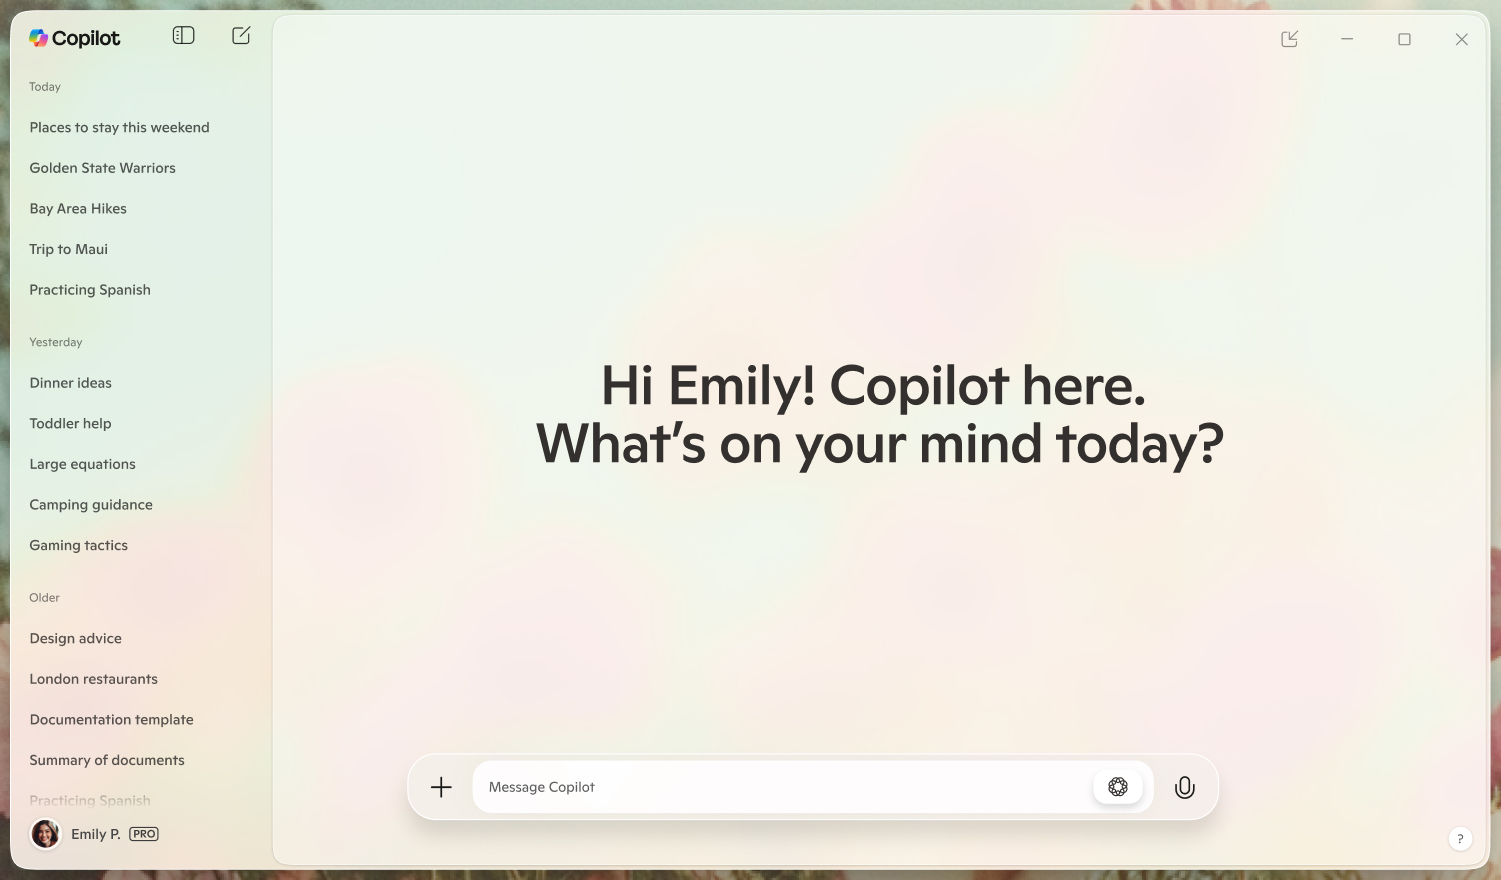 Copilot
Today
Places to stay this weekend
Golden State Warriors
Bay Area Hikes
Trip to Maui
Practicing Spanish
Yesterday
Dinner ideas
Toddler help
Large equations
Camping guidance
Gaming tactics
Older
Design advice
London restaurants
Documentation template
Summary of documents
Practicing Spanish
Emily P. PRO
Hi Emily! Copilot here.
What's on your mind today?
Message Copilot
?